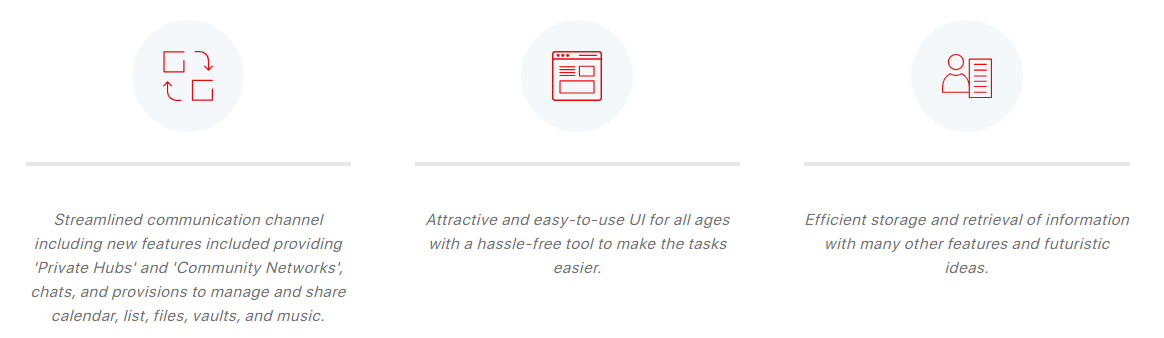 Streamlined communication channel
including new features included providing
'Private Hubs' and 'Community Networks',
chats, and provisions to manage and share
calendar, list, files, vaults, and music.
Attractive and easy-to-use UI for all ages
with a hassle-free tool to make the tasks
easier.
Efficient storage and retrieval of information
with many other features and futuristic
ideas.